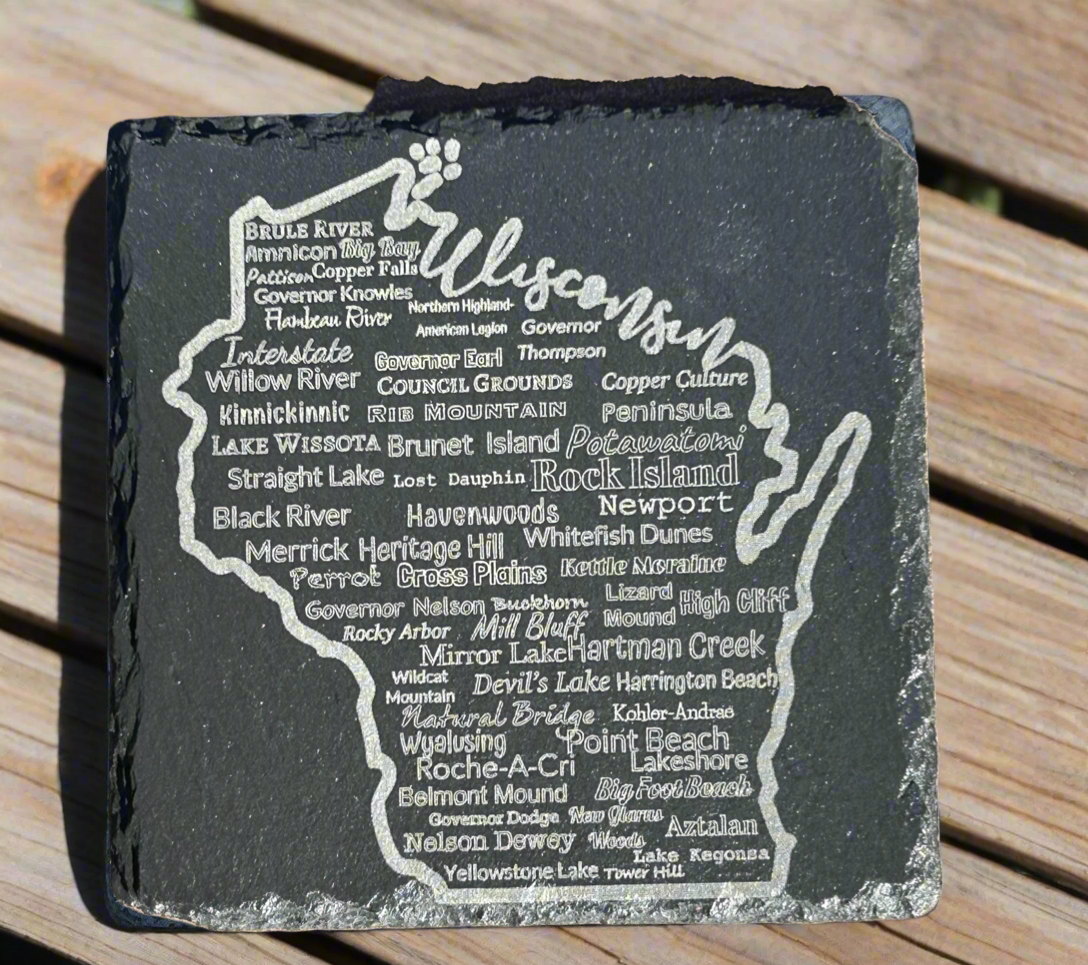 Wisconsin
BRULE RIVER
Amnicon Big Bay
Pattison Copper Falls
Governor Knowles
Northern Highland-
American Legion
Flambeau River
Governor
Thompson
Interstate
Governor Earl
Willow River COUNCIL GROUNDS Copper Culture
Kinnickinnic RIB MOUNTAIN Peninsula
LAKE WISSOTA Brunet Island Potawatomi
Straight Lake Lost Dauphin Rock Island
Newport
Black River Havenwoods
Whitefish Dunes
Merrick Heritage Hill
Perrot Cross Plains Kettle Moraine
Governor Nelson Buckhorn
Lizard
Mound
High Cliff
Rocky Arbor Mill Bluff
Mirror Lake Hartman Creek
Wildcat
Mountain
Devil's Lake Harrington Beach
Natural Bridge Kohler-Andrae
Wyalusing Point Beach
Roche-A-Cri Lakeshore
Belmont Mound Big Foot Beach
Governor Dodge New Glarus
Woods
Aztalan
Nelson Dewey
Lake Kegonsa
Yellowstone Lake Tower Hill